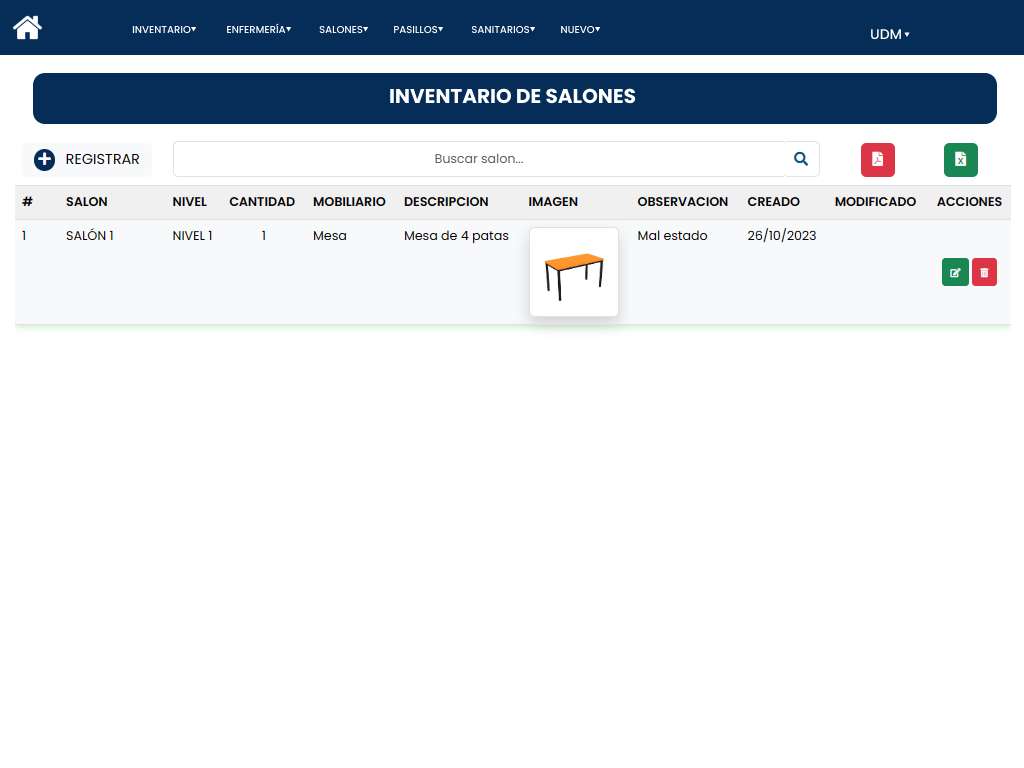 INVENTARIO▾ ENFERMERÍA▾ SALONES▾ PASILLOS▾ SANITARIOS▾ NUEVO▾ UDM ▾
INVENTARIO DE SALONES
REGISTRAR Buscar salon...
# SALON NIVEL CANTIDAD MOBILIARIO DESCRIPCION IMAGEN OBSERVACION CREADO MODIFICADO ACCIONES
1 SALÓN 1 NIVEL 1 1 Mesa Mesa de 4 patas Mal estado 26/10/2023